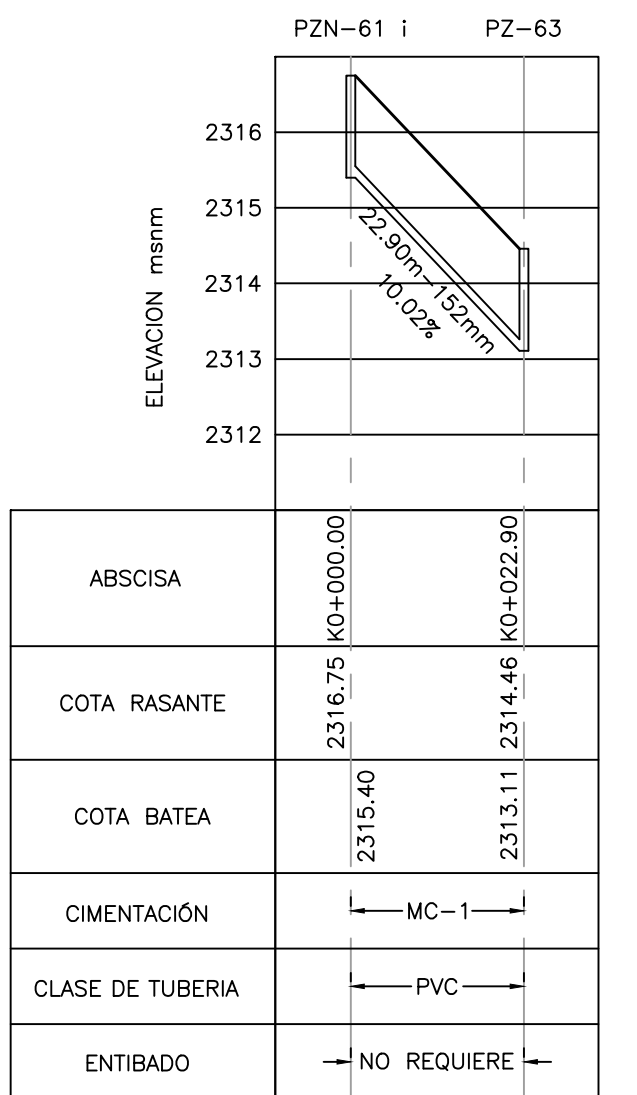 PZN-61 i PZ-63
2316
2315
2314
2313
2312
ELEVACION msnm
22.90m-152mm
10.02%
ABSCISA K0+000.00 K0+022.90
COTA RASANTE 2316.75 2314.46
COTA BATEA 2315.40 2313.11
CIMENTACIÓN MC-1
CLASE DE TUBERIA PVC
ENTIBADO NO REQUIERE